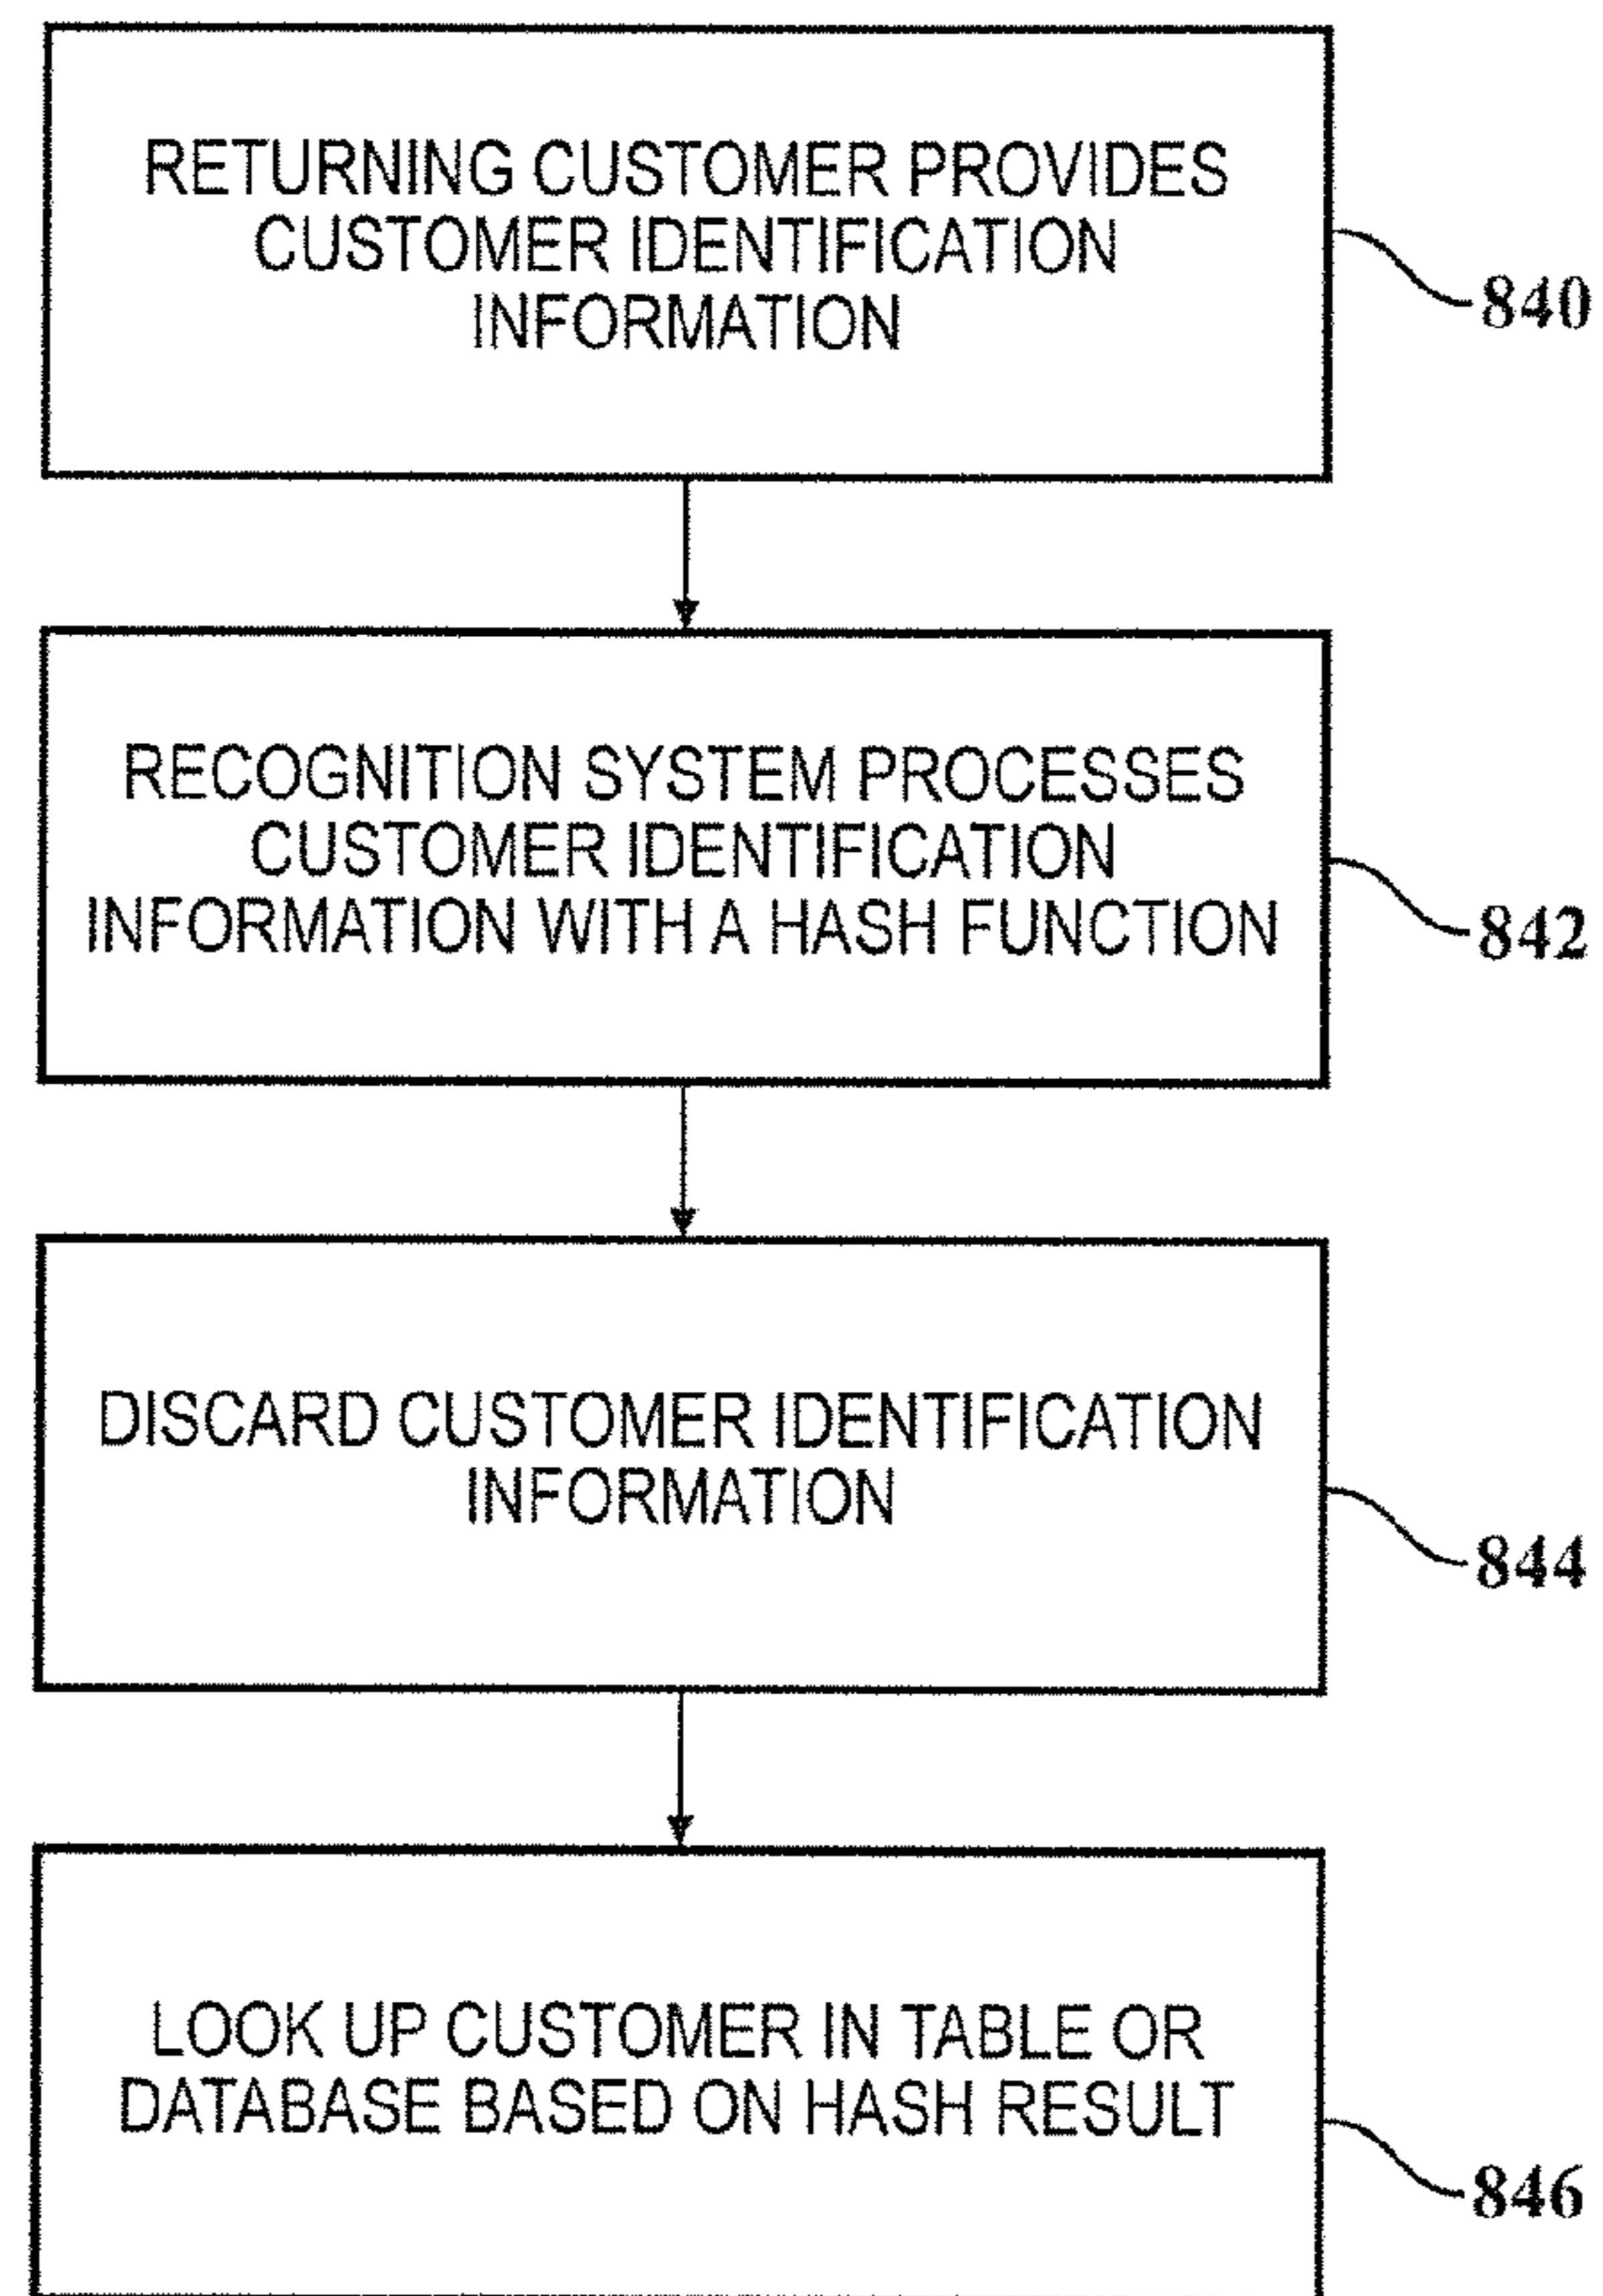 RETURNING CUSTOMER PROVIDES
CUSTOMER IDENTIFICATION
INFORMATION
840
RECOGNITION SYSTEM PROCESSES
CUSTOMER IDENTIFICATION
INFORMATION WITH A HASH FUNCTION
842
DISCARD CUSTOMER IDENTIFICATION
INFORMATION
844
LOOK UP CUSTOMER IN TABLE OR
DATABASE BASED ON HASH RESULT
846